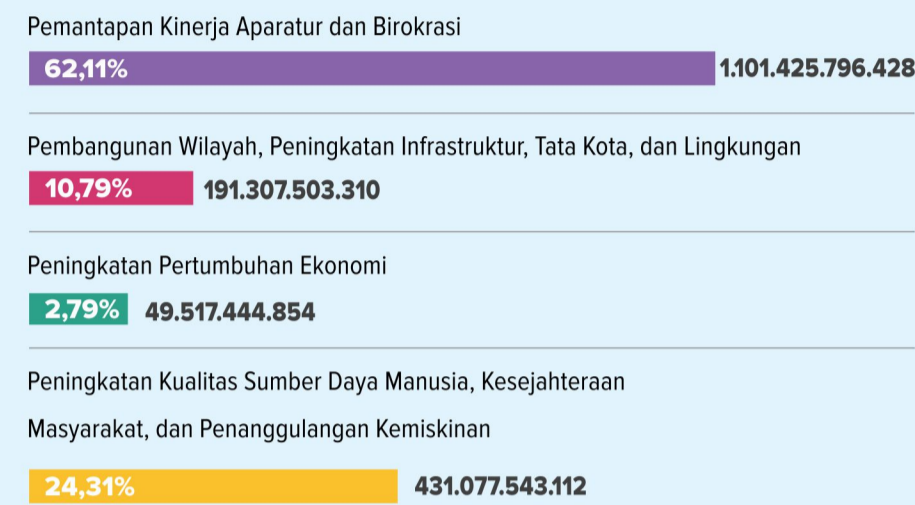 Pemantapan Kinerja Aparatur dan Birokrasi
62,11% 1.101.425.796.428
Pembangunan Wilayah, Peningkatan Infrastruktur, Tata Kota, dan Lingkungan
10,79% 191.307.503.310
Peningkatan Pertumbuhan Ekonomi
2,79% 49.517.444.854
Peningkatan Kualitas Sumber Daya Manusia, Kesejahteraan
Masyarakat, dan Penanggulangan Kemiskinan
24,31% 431.077.543.112